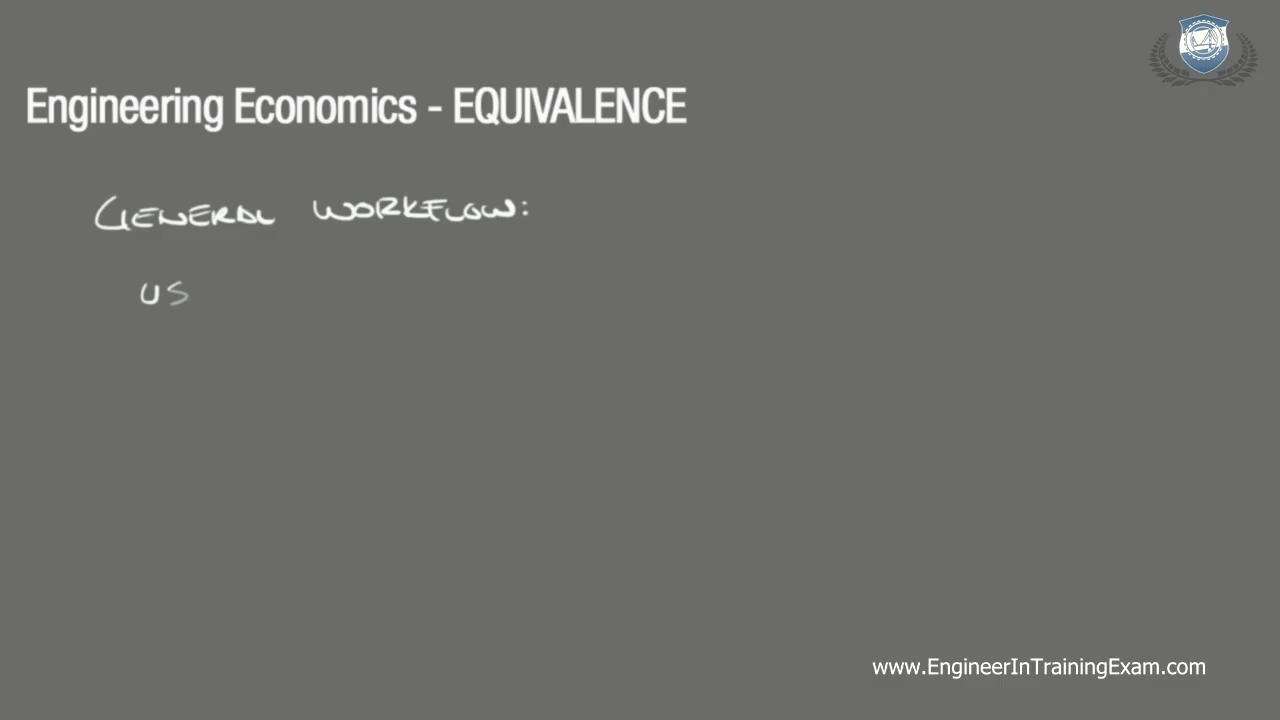 Engineering Economics - EQUIVALENCE
GENERAL WORKFLOW:
US
www.EngineerInTrainingExam.com